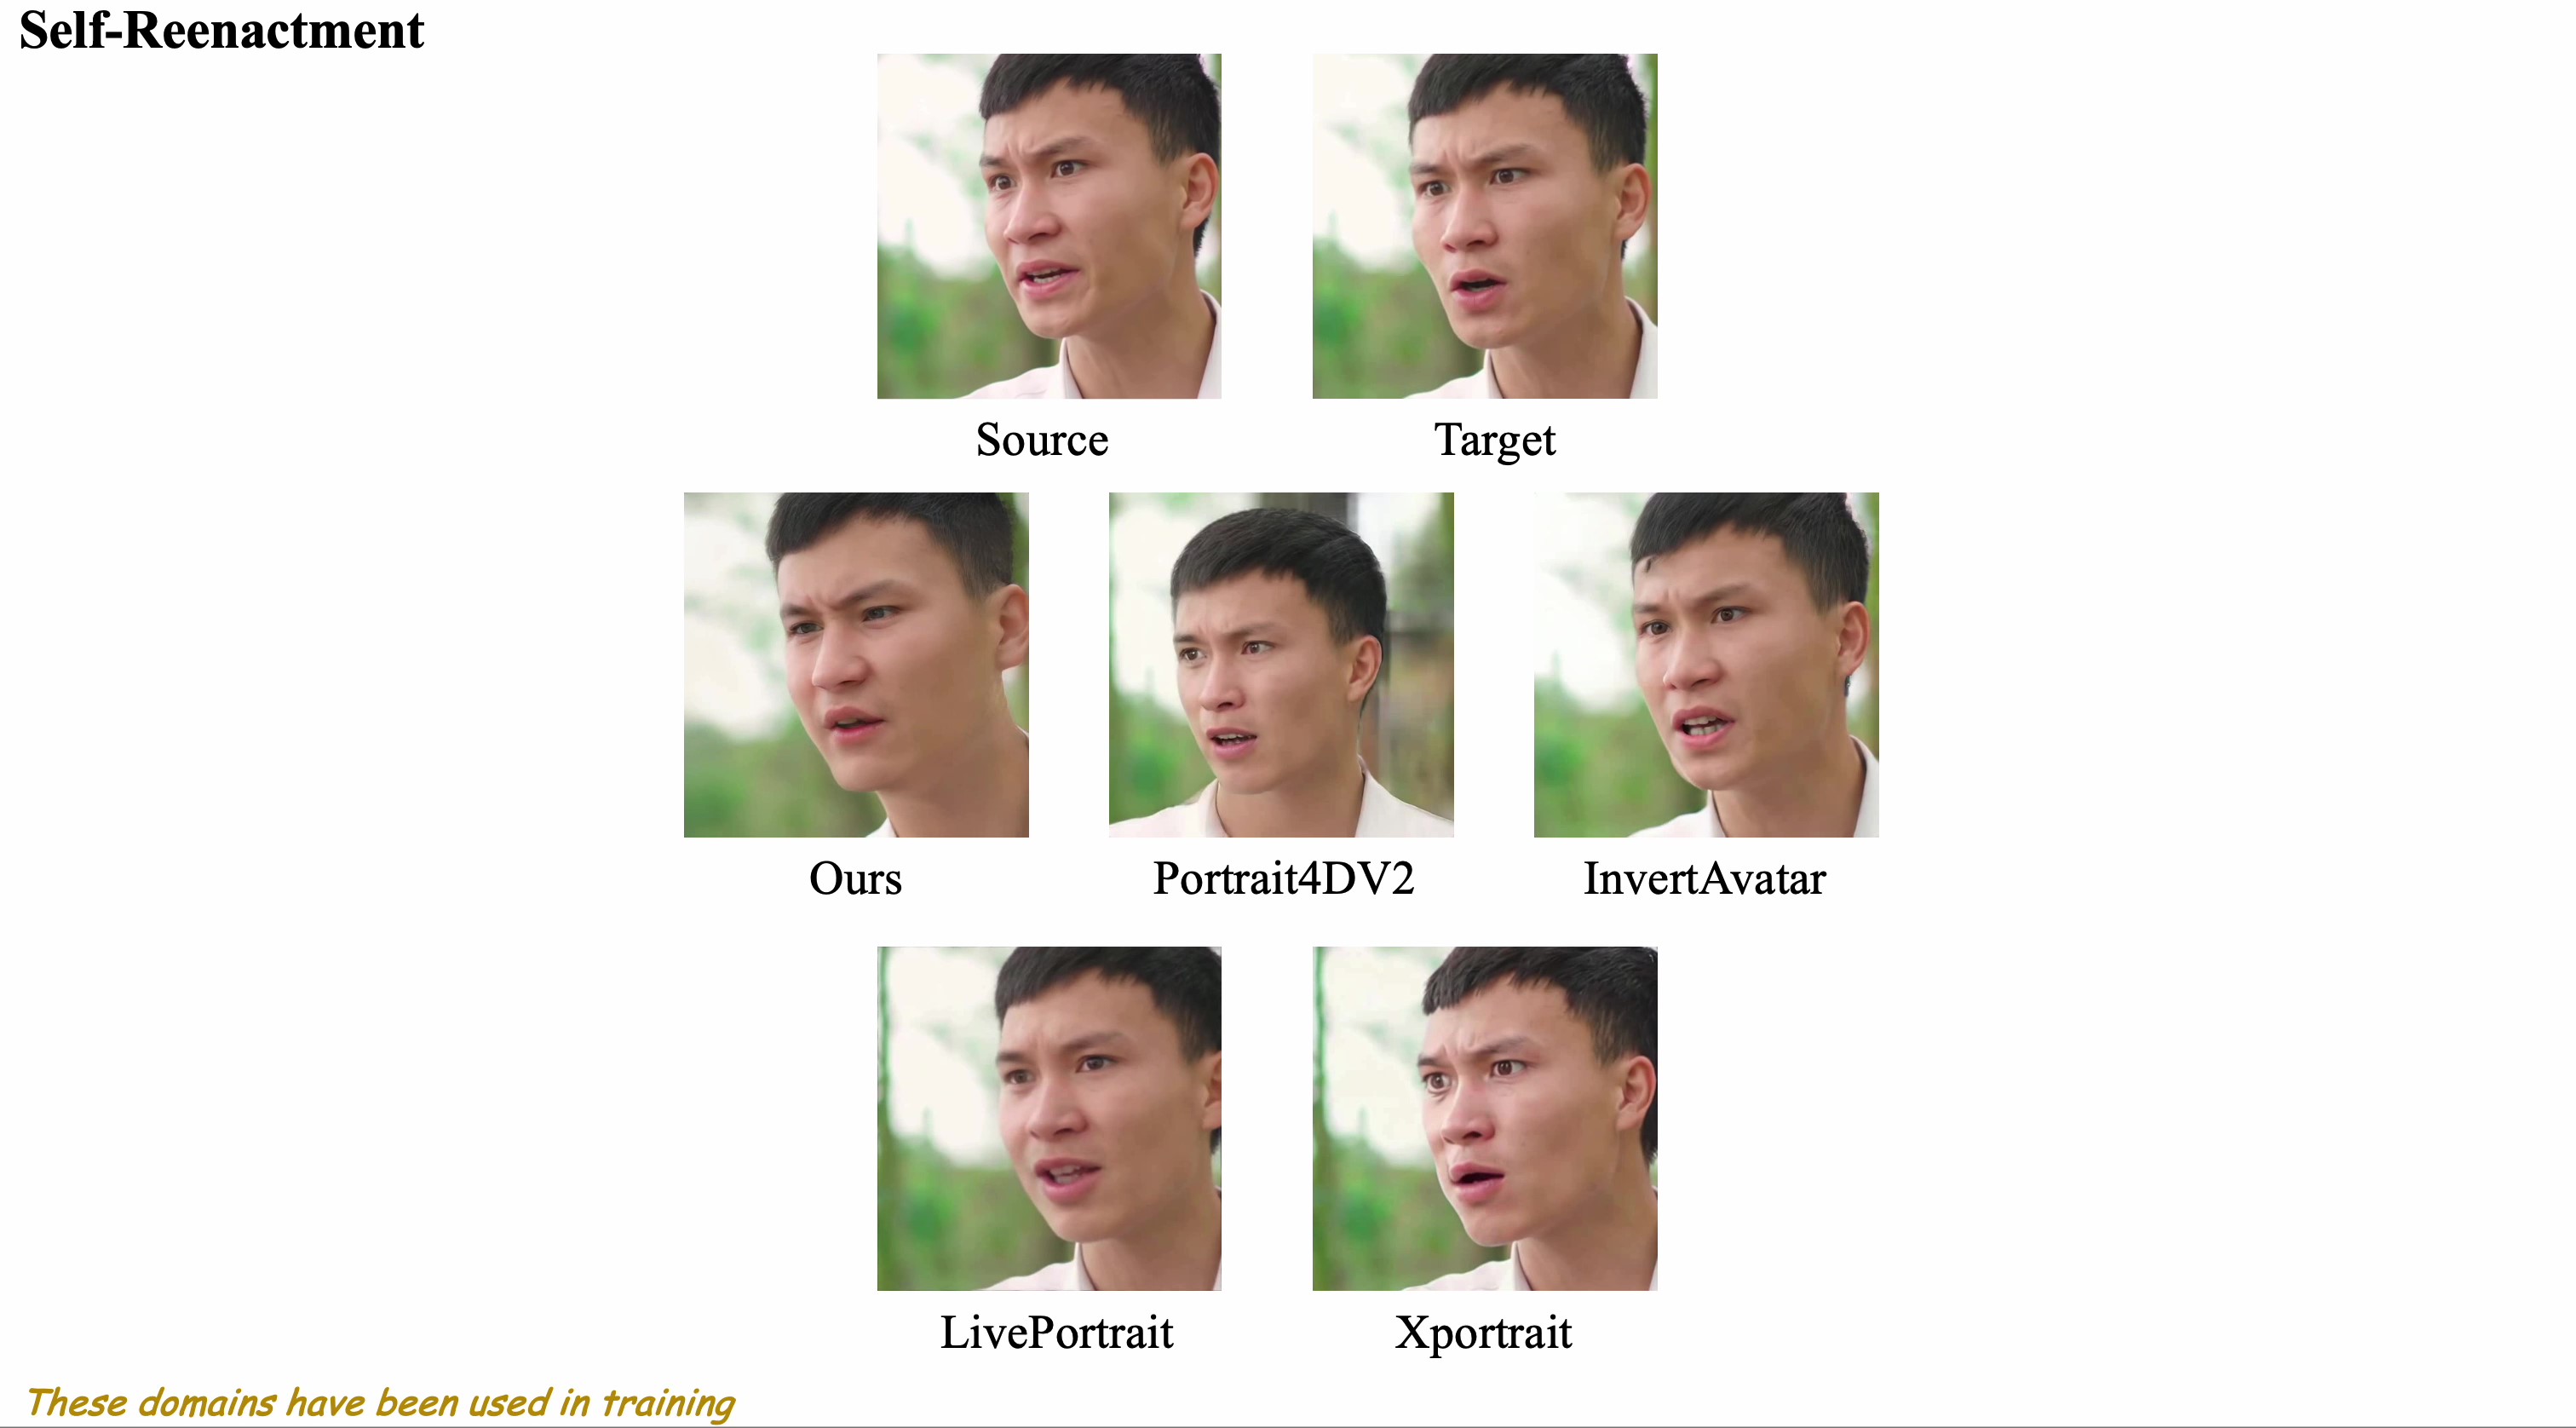 Self-Reenactment
Source
Target
Ours
Portrait4DV2
InvertAvatar
LivePortrait
Xportrait
These domains have been used in training